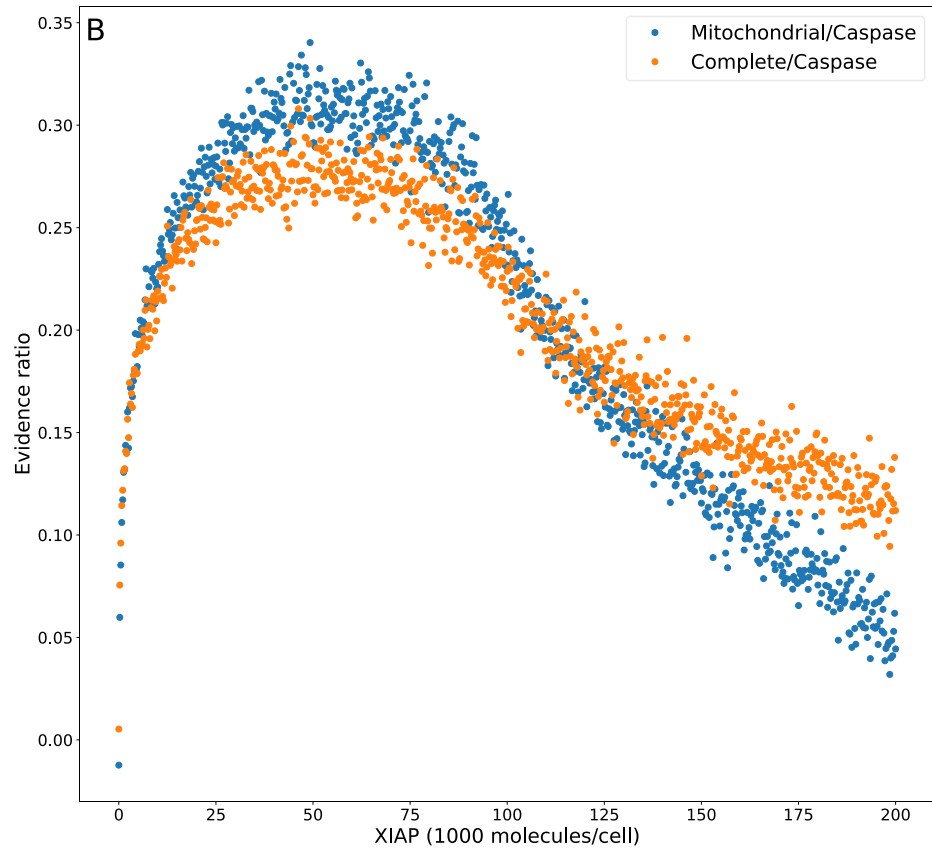 B
Mitochondrial/Caspase
Complete/Caspase
Evidence ratio
0.35
0.30
0.25
0.20
0.15
0.10
0.05
0.00
0 25 50 75 100 125 150 175 200
XIAP (1000 molecules/cell)